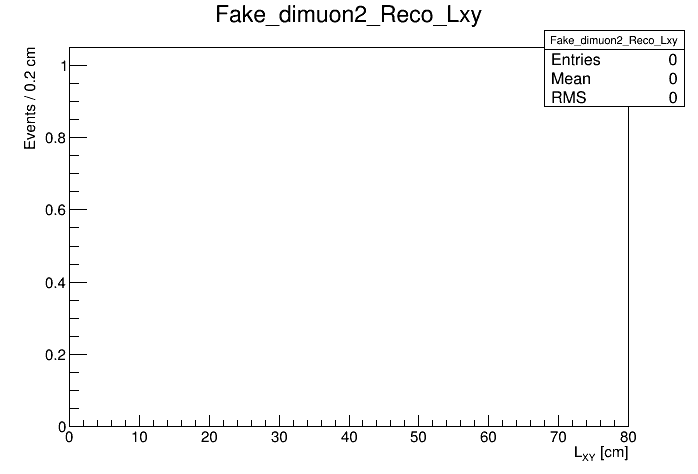 Fake_dimuon2_Reco_Lxy
Fake_dimuon2_Reco_Lxy
Entries 0
Mean 0
RMS 0
Events / 0.2 cm
1
0.8
0.6
0.4
0.2
0
0 10 20 30 40 50 60 70 80
L_XY [cm]